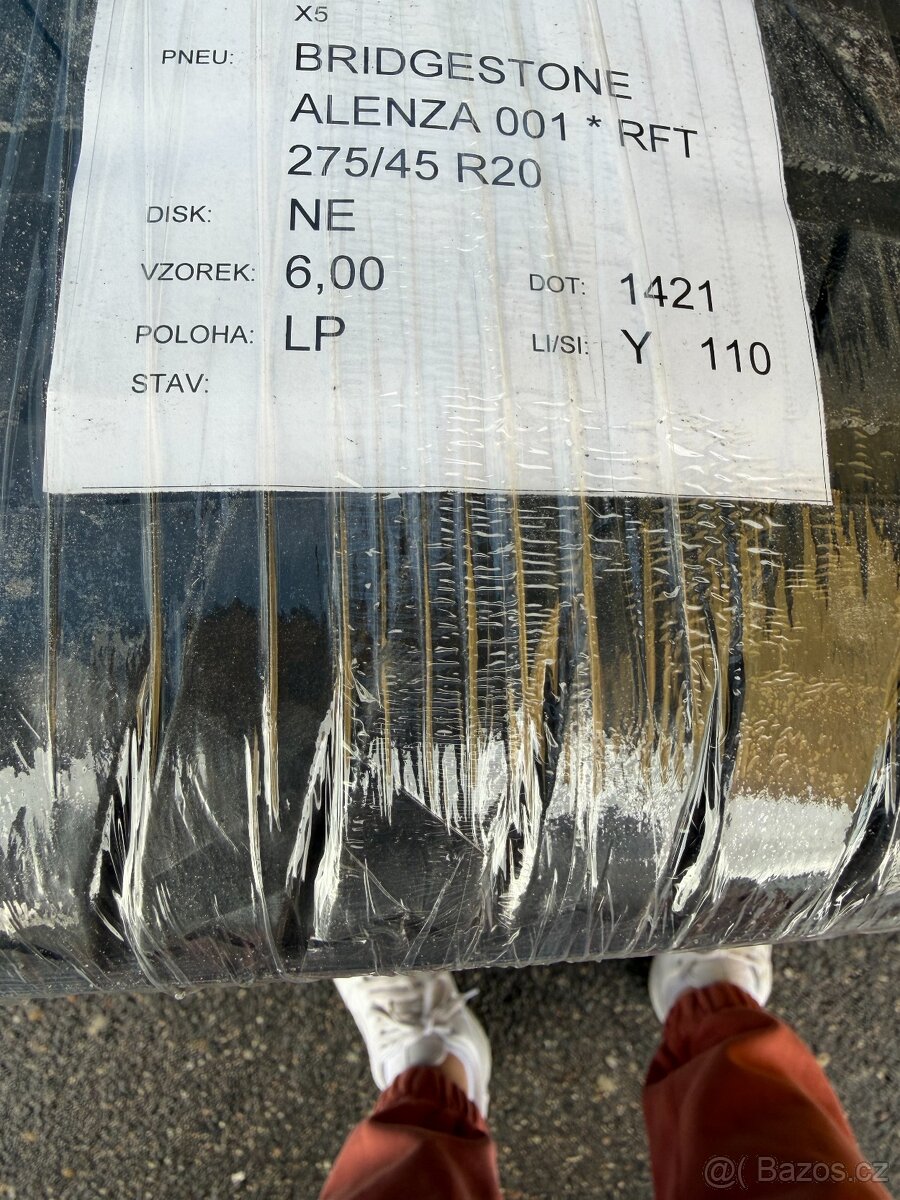 X5
PNEU: BRIDGESTONE
ALENZA 001 * RFT
275/45 R20
DISK: NE
VZOREK: 6,00 DOT: 1421
POLOHA: LP LI/SI: Y 110
STAV:
@( Bazos.cz